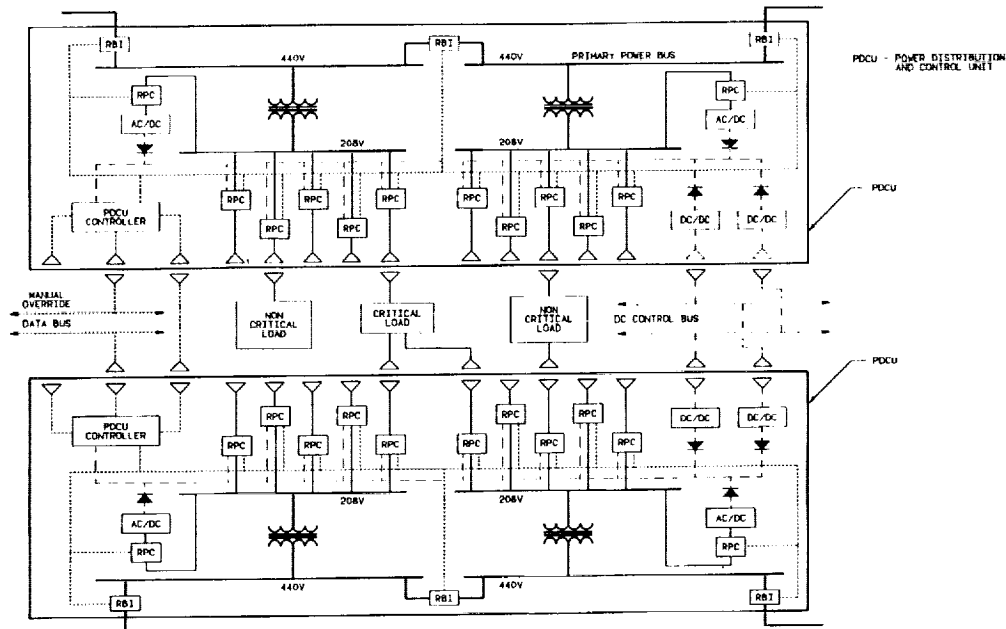 RBI
RBI
RBI
440V
440V
PRIMARY POWER BUS
PDCU - POWER DISTRIBUTION
AND CONTROL UNIT
RPC
RPC
AC/DC
AC/DC
208V
208V
PDCU
CONTROLLER
RPC
RPC
RPC
RPC
RPC
RPC
RPC
RPC
RPC
RPC
DC/DC
DC/DC
PDCU
MANUAL
OVERRIDE
DATA BUS
NON
CRITICAL
LOAD
CRITICAL
LOAD
NON
CRITICAL
LOAD
DC CONTROL BUS
PDCU
PDCU
CONTROLLER
RPC
RPC
RPC
RPC
RPC
RPC
RPC
RPC
RPC
RPC
DC/DC
DC/DC
208V
208V
AC/DC
AC/DC
RPC
RPC
440V
440V
RBI
RBI
RBI